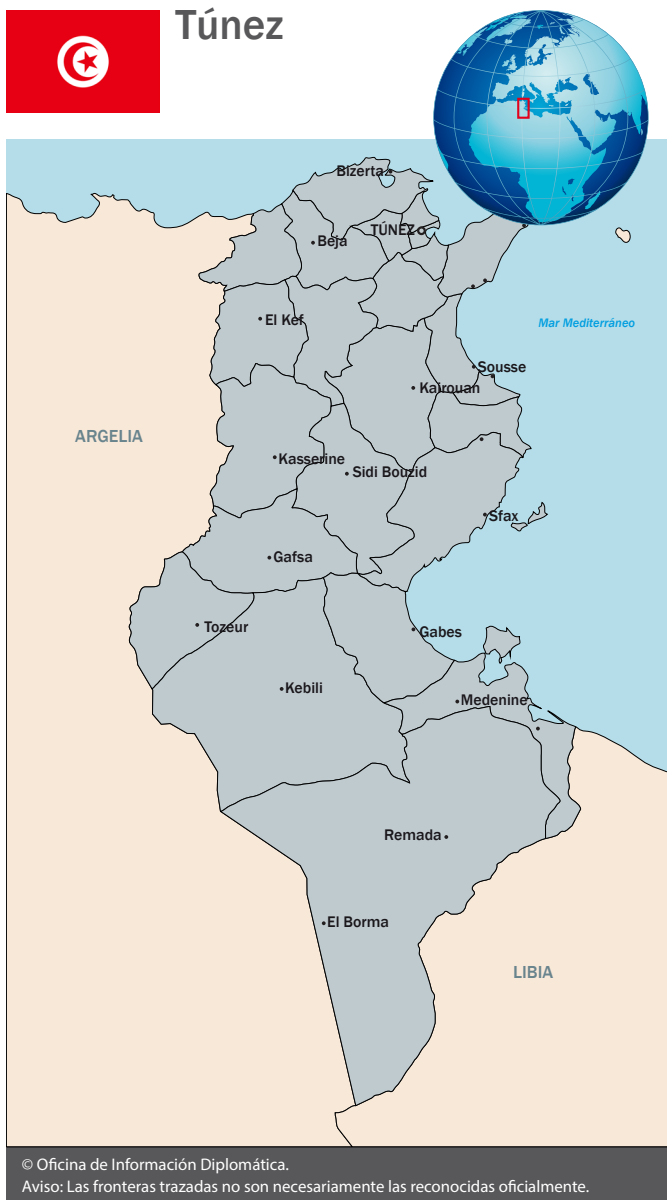 Túnez
Bizerta
TÚNEZ
Beja
El Kef
Mar Mediterráneo
Sousse
Kairouan
ARGELIA
Kasserine
Sidi Bouzid
Sfax
Gafsa
Tozeur
Gabes
Kebili
Medenine
Remada
El Borma
LIBIA
© Oficina de Información Diplomática.
Aviso: Las fronteras trazadas no son necesariamente las reconocidas oficialmente.